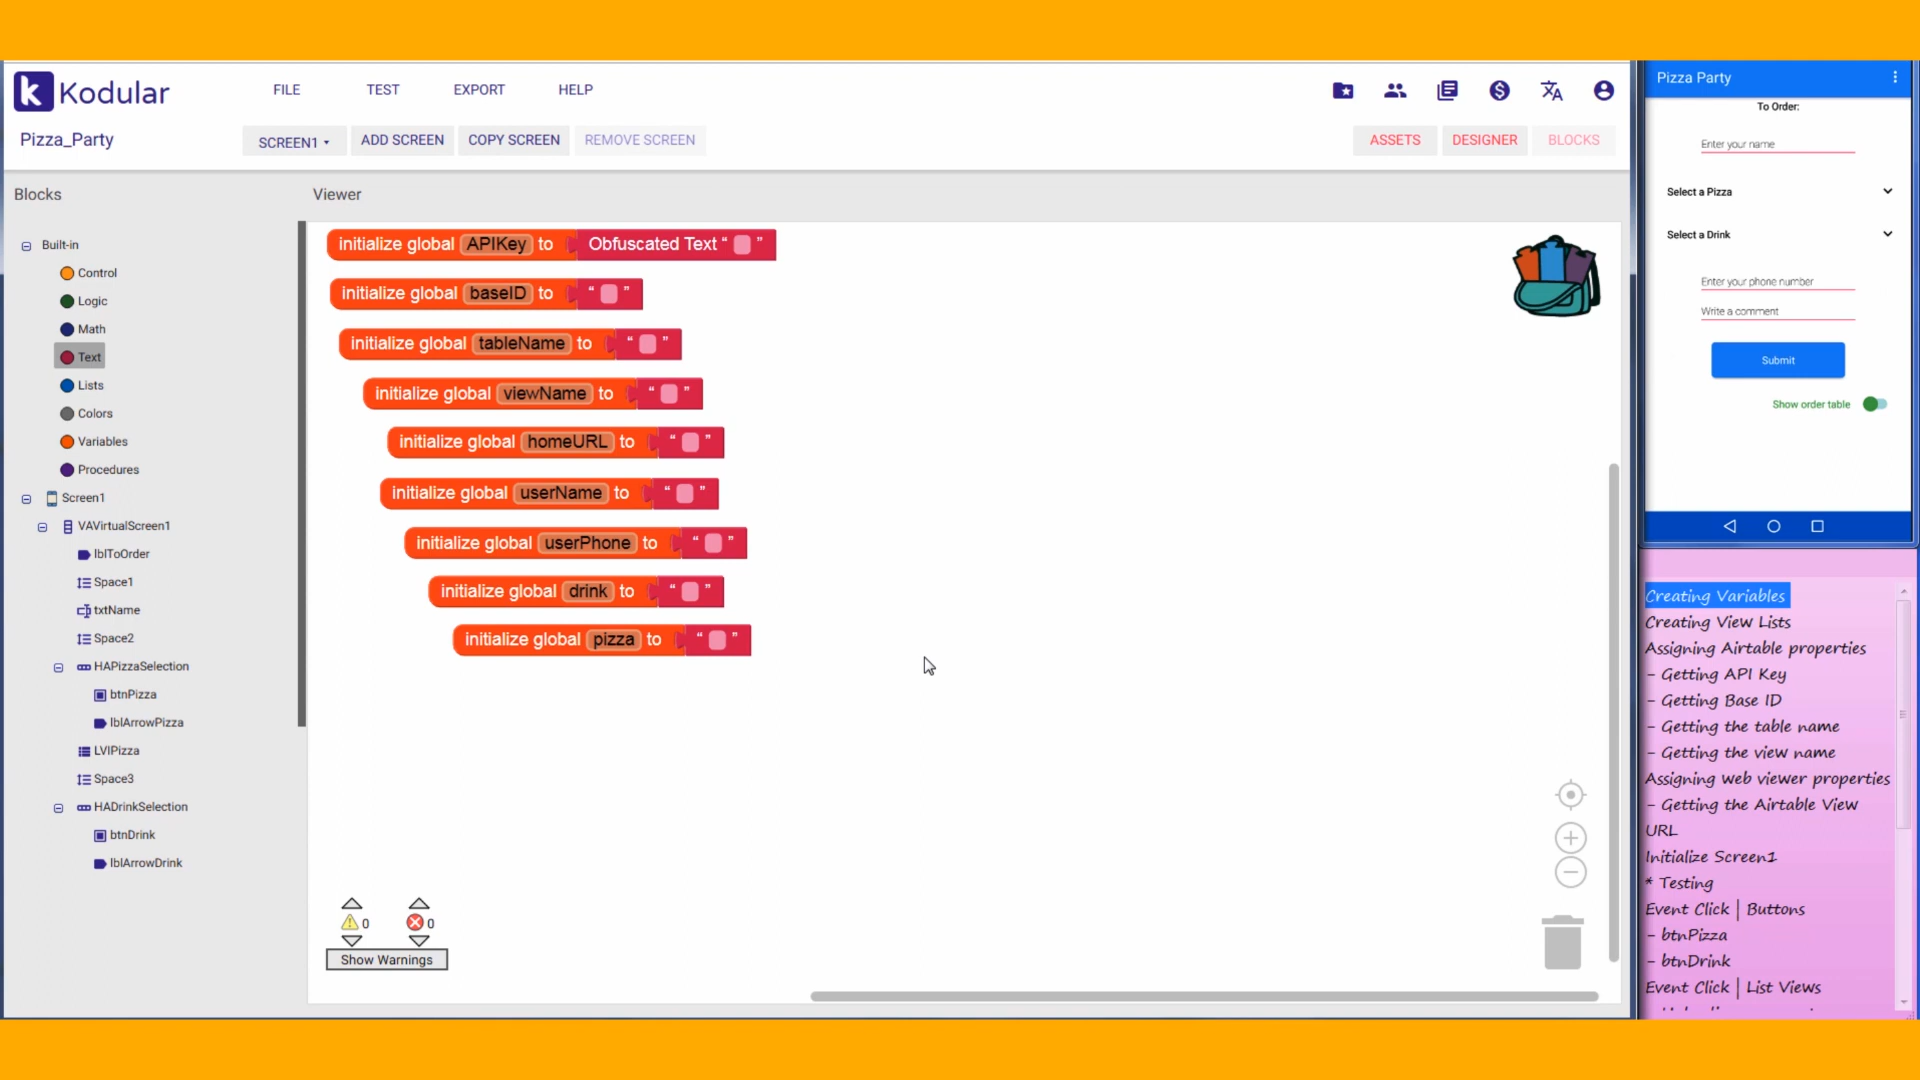 Kodular
FILE
TEST
EXPORT
HELP
Pizza_Party
SCREEN1
ADD SCREEN
COPY SCREEN
REMOVE SCREEN
ASSETS
DESIGNER
BLOCKS
Blocks
Viewer
Built-in
Control
Logic
Math
Text
Lists
Colors
Variables
Procedures
Screen1
VAVirtualScreen1
lblToOrder
Space1
txtName
Space2
HAPizzaSelection
btnPizza
lblArrowPizza
LVIPizza
Space3
HADrinkSelection
btnDrink
lblArrowDrink
initialize global APIKey to Obfuscated Text “ ”
initialize global baseID to “ ”
initialize global tableName to “ ”
initialize global viewName to “ ”
initialize global homeURL to “ ”
initialize global userName to “ ”
initialize global userPhone to “ ”
initialize global drink to “ ”
initialize global pizza to “ ”
0
0
Show Warnings
Pizza Party
To Order:
Enter your name
Select a Pizza
Select a Drink
Enter your phone number
Write a comment
Submit
Show order table
Creating Variables
Creating View Lists
Assigning Airtable properties
- Getting API Key
- Getting Base ID
- Getting the table name
- Getting the view name
Assigning web viewer properties
- Getting the Airtable View
URL
Initialize Screen1
* Testing
Event Click | Buttons
- btnPizza
- btnDrink
Event Click | List Views